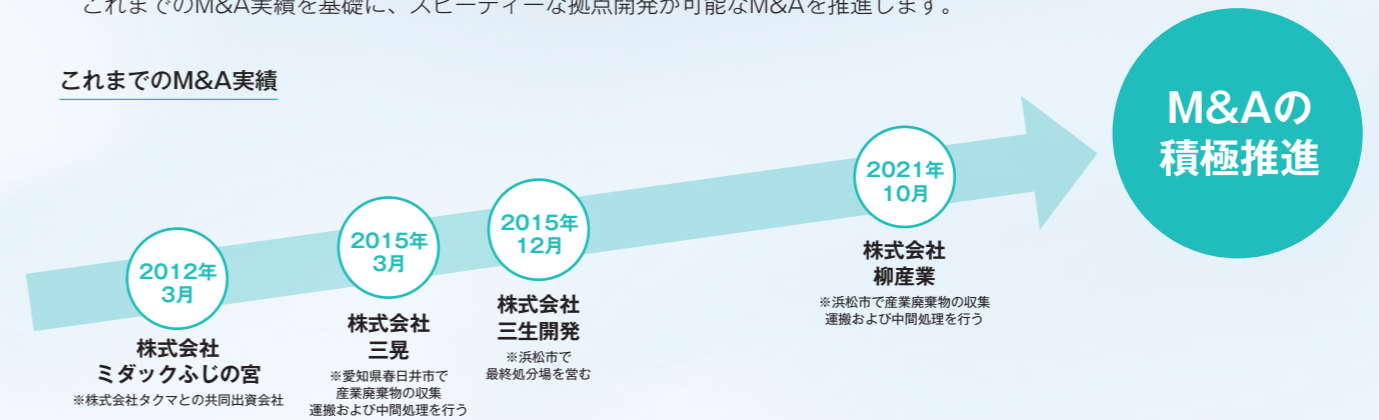 これまでのM&A実績を基礎に、スピーディーな拠点開発が可能なM&Aを推進します。
これまでのM&A実績
M&Aの
積極推進
2012年
3月
株式会社
ミダックふじの宮
※株式会社タクマとの共同出資会社
2015年
3月
株式会社
三晃
※愛知県春日井市で
産業廃棄物の収集
運搬および中間処理を行う
2015年
12月
株式会社
三生開発
※浜松市で
最終処分場を営む
2021年
10月
株式会社
柳産業
※浜松市で産業廃棄物の収集
運搬および中間処理を行う